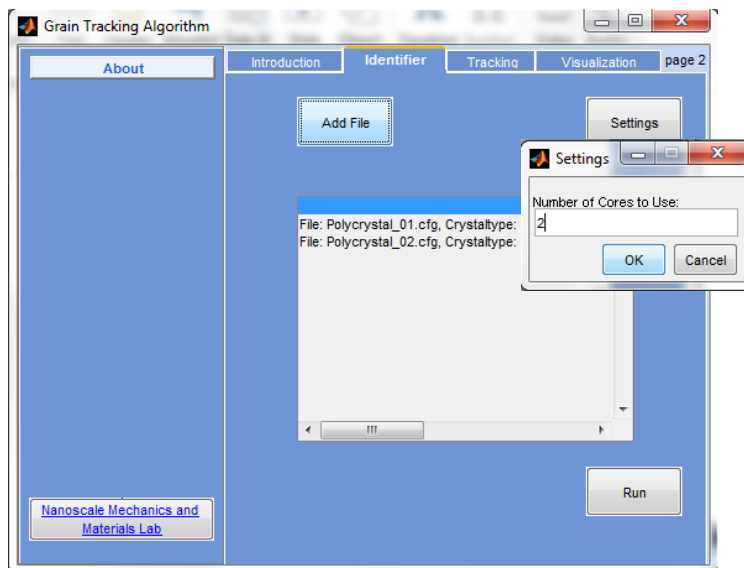 Grain Tracking Algorithm
About
Introduction
Identifier
Tracking
Visualization
page 2
Add File
Settings
Settings
Number of Cores to Use:
2
OK
Cancel
File: Polycrystal_01.cfg, Crystaltype:
File: Polycrystal_02.cfg, Crystaltype:
Run
Nanoscale Mechanics and
Materials Lab